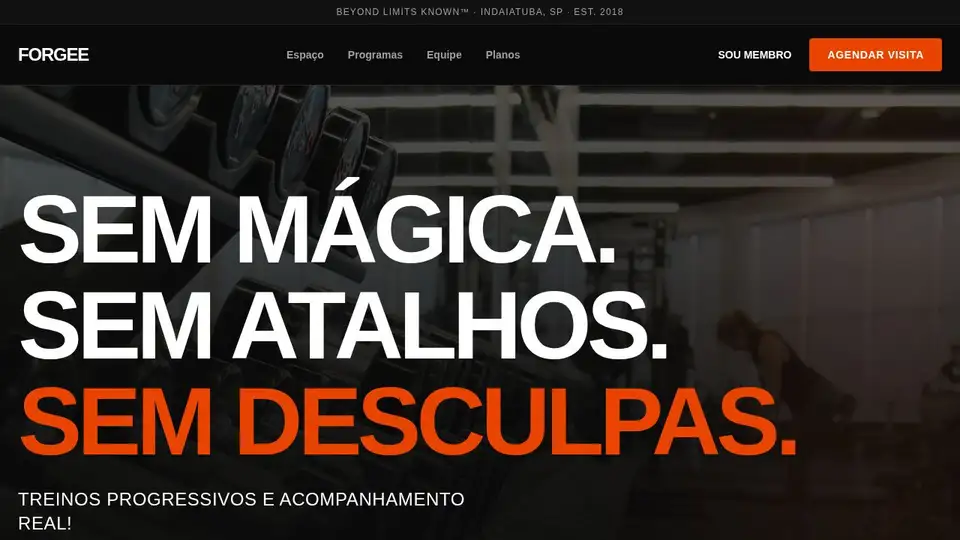 BEYOND LIMITS KNOWN™ · INDAIATUBA, SP · EST. 2018
FORGEE
Espaço
Programas
Equipe
Planos
SOU MEMBRO
AGENDAR VISITA
SEM MÁGICA.
SEM ATALHOS.
SEM DESCULPAS.
TREINOS PROGRESSIVOS E ACOMPANHAMENTO
REAL!